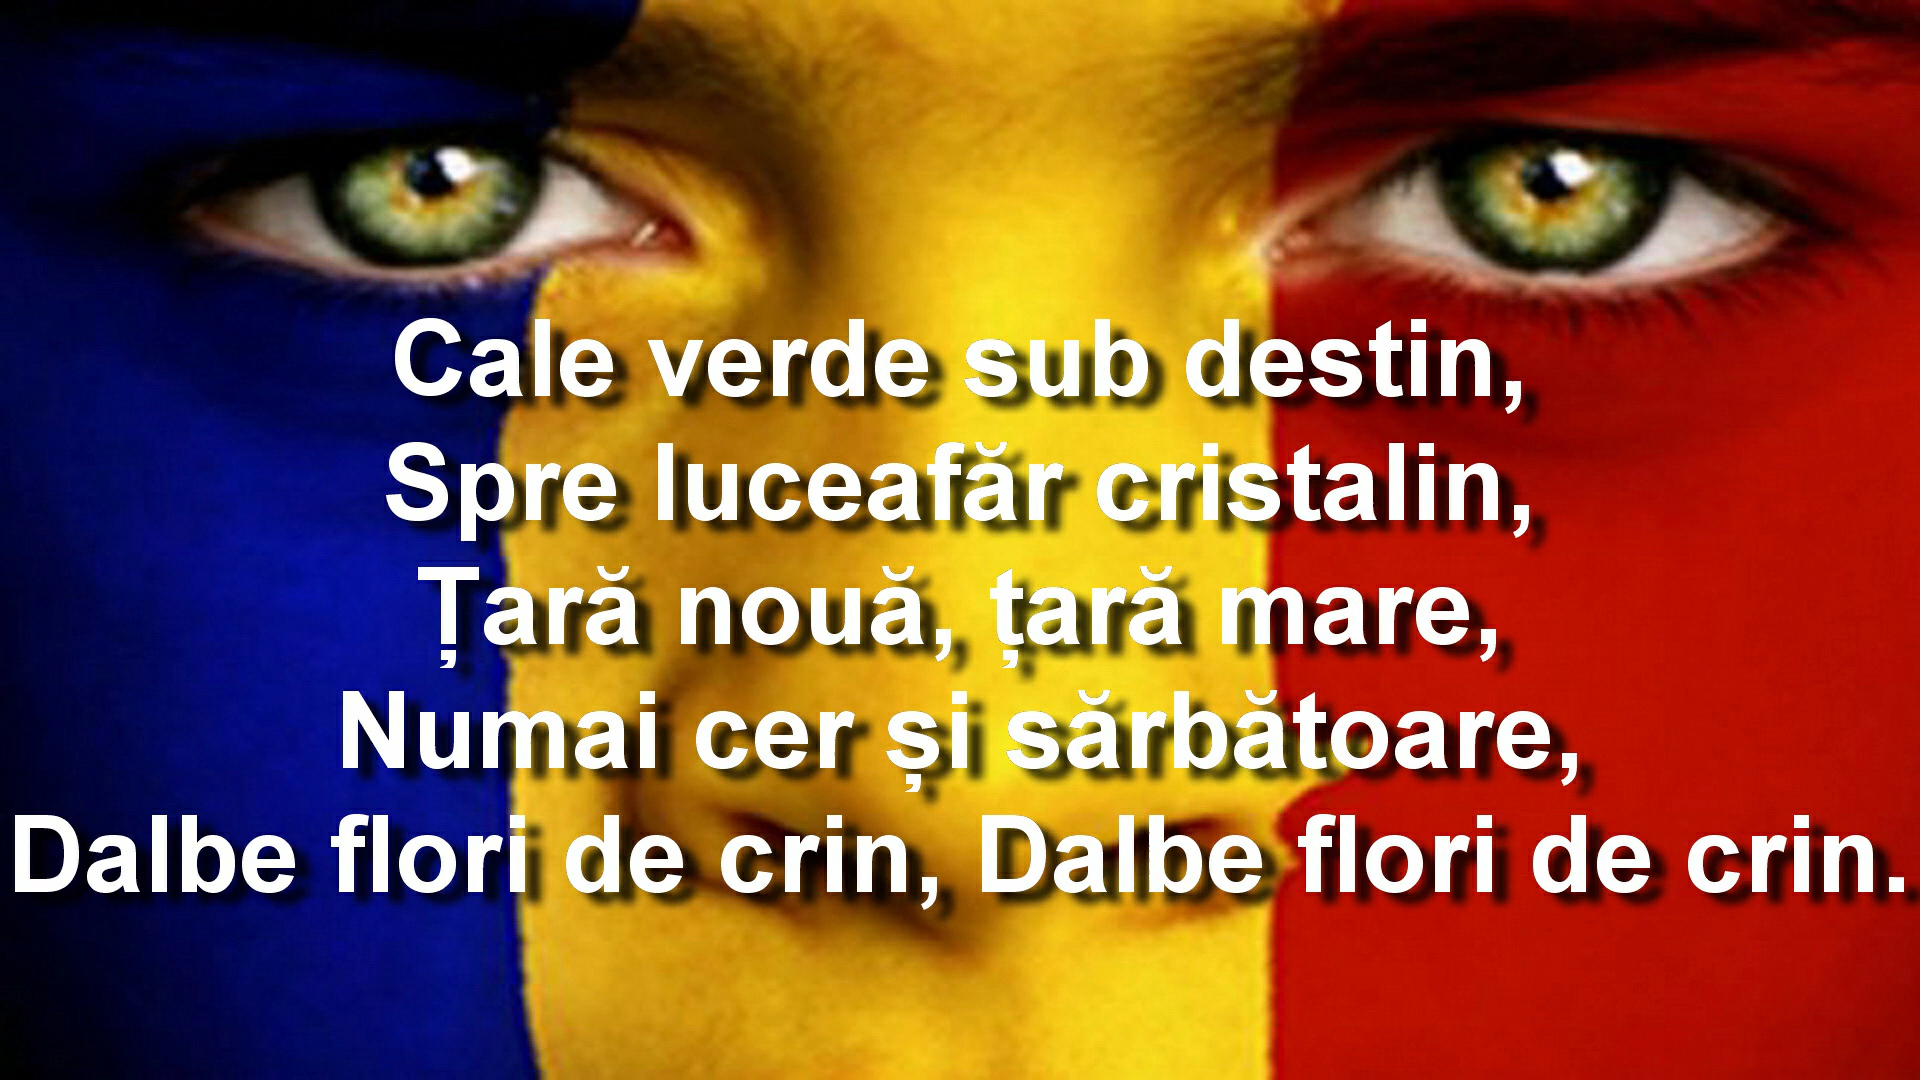 Cale verde sub destin,
Spre luceafăr cristalin,
Țară nouă, țară mare,
Numai cer și sărbătoare,
Dalbe flori de crin, Dalbe flori de crin.